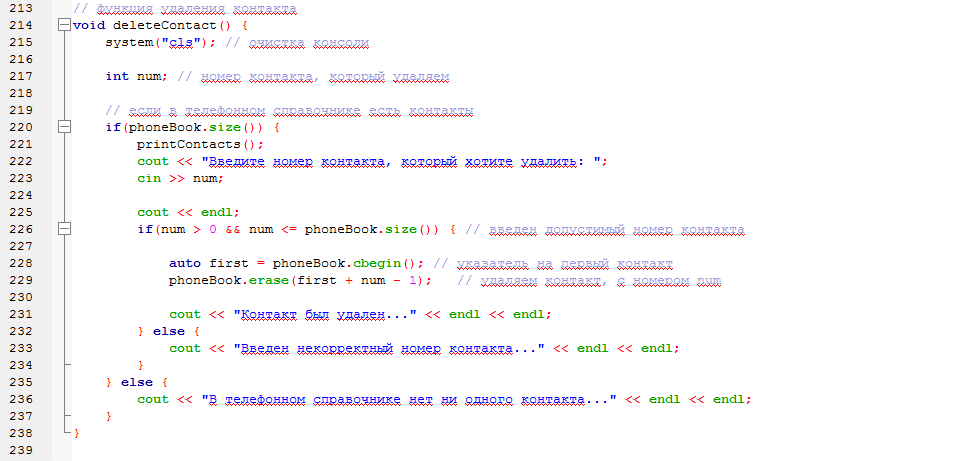 213 // функция удаления контакта
214 void deleteContact() {
215     system("cls"); // очистка консоли
216
217     int num; // номер контакта, который удаляем
218
219     // если в телефонном справочнике есть контакты
220     if(phoneBook.size()) {
221         printContacts();
222         cout << "Введите номер контакта, который хотите удалить: ";
223         cin >> num;
224
225         cout << endl;
226         if(num > 0 && num <= phoneBook.size()) { // введен допустимый номер контакта
227
228             auto first = phoneBook.cbegin(); // указатель на первый контакт
229             phoneBook.erase(first + num - 1);   // удаляем контакт, с номером num
230
231             cout << "Контакт был удален..." << endl << endl;
232         } else {
233             cout << "Введен некорректный номер контакта..." << endl << endl;
234         }
235     } else {
236         cout << "В телефонном справочнике нет ни одного контакта..." << endl << endl;
237     }
238 }
239